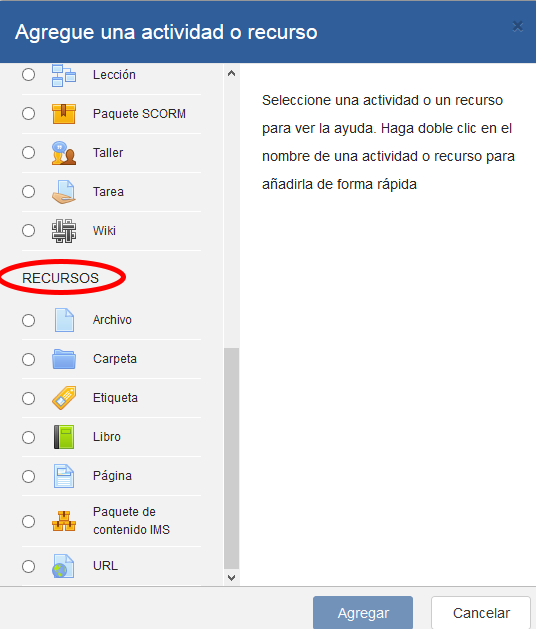 Agregue una actividad o recurso
Lección
Paquete SCORM
Taller
Tarea
Wiki
RECURSOS
Archivo
Carpeta
Etiqueta
Libro
Página
Paquete de
contenido IMS
URL
Seleccione una actividad o un recurso
para ver la ayuda. Haga doble clic en el
nombre de una actividad o recurso para
añadirla de forma rápida
Agregar
Cancelar